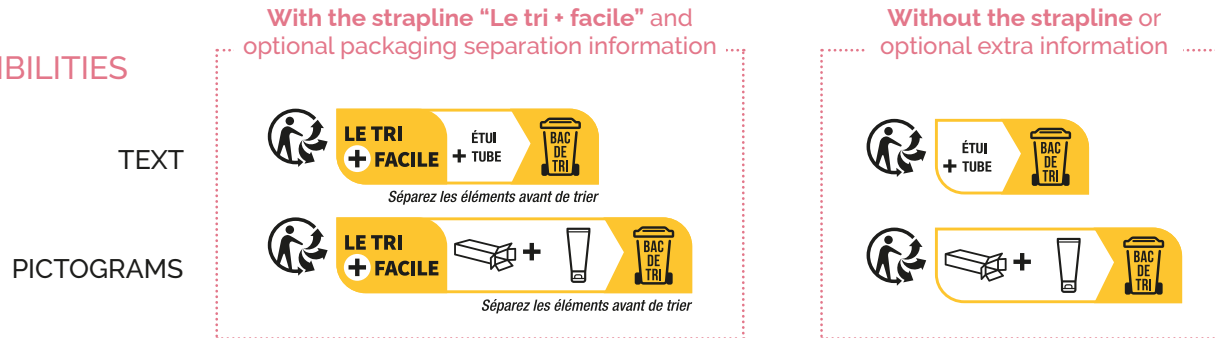 With the strapline “Le tri + facile” and
optional packaging separation information
Without the strapline or
optional extra information
IBILITIES
TEXT
LE TRI
+ FACILE
ÉTUI
+ TUBE
BAC
DE
TRI
Séparez les éléments avant de trier
ÉTUI
+ TUBE
BAC
DE
TRI
PICTOGRAMS
LE TRI
+ FACILE
+
BAC
DE
TRI
Séparez les éléments avant de trier
+
BAC
DE
TRI